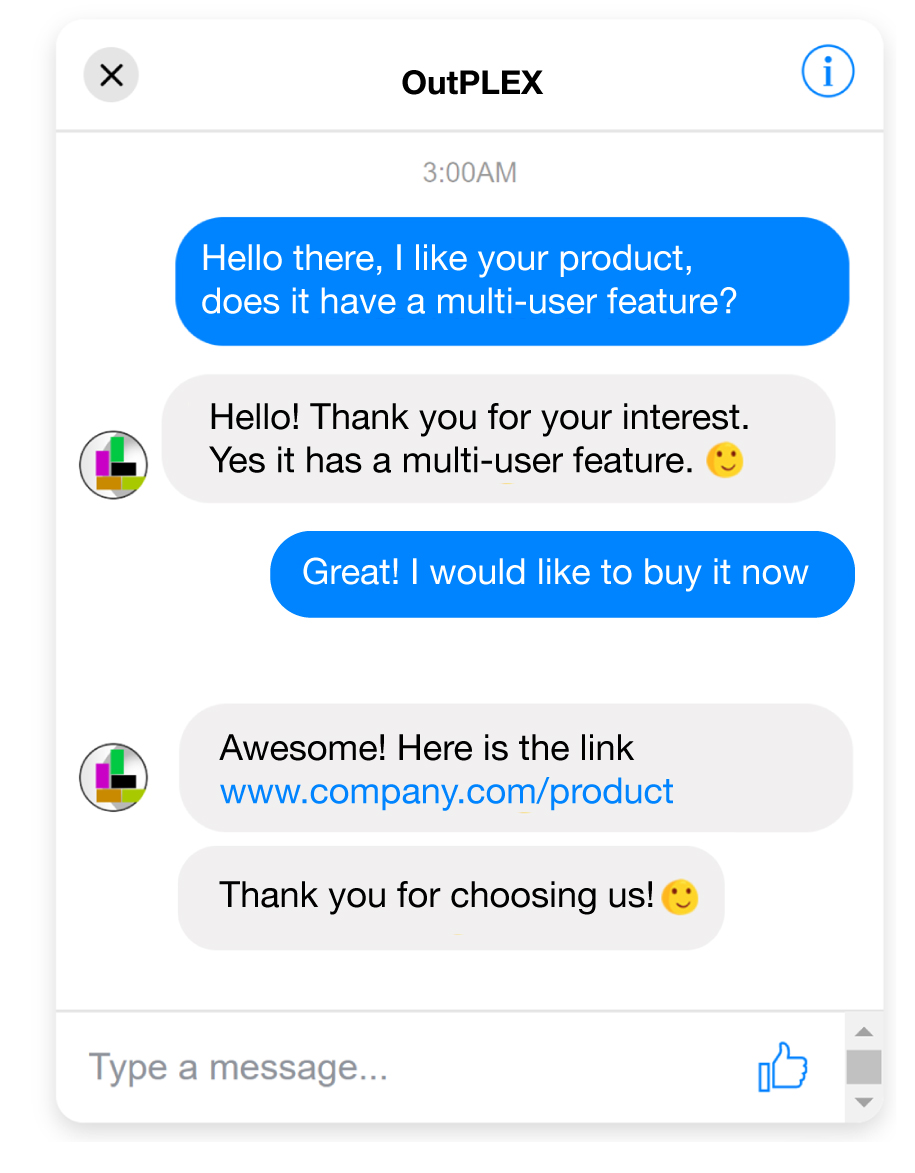 OutPLEX
3:00AM
Hello there, I like your product,
does it have a multi-user feature?
Hello! Thank you for your interest.
Yes it has a multi-user feature. 🙂
Great! I would like to buy it now
Awesome! Here is the link
www.company.com/product
Thank you for choosing us!🙂
Type a message...